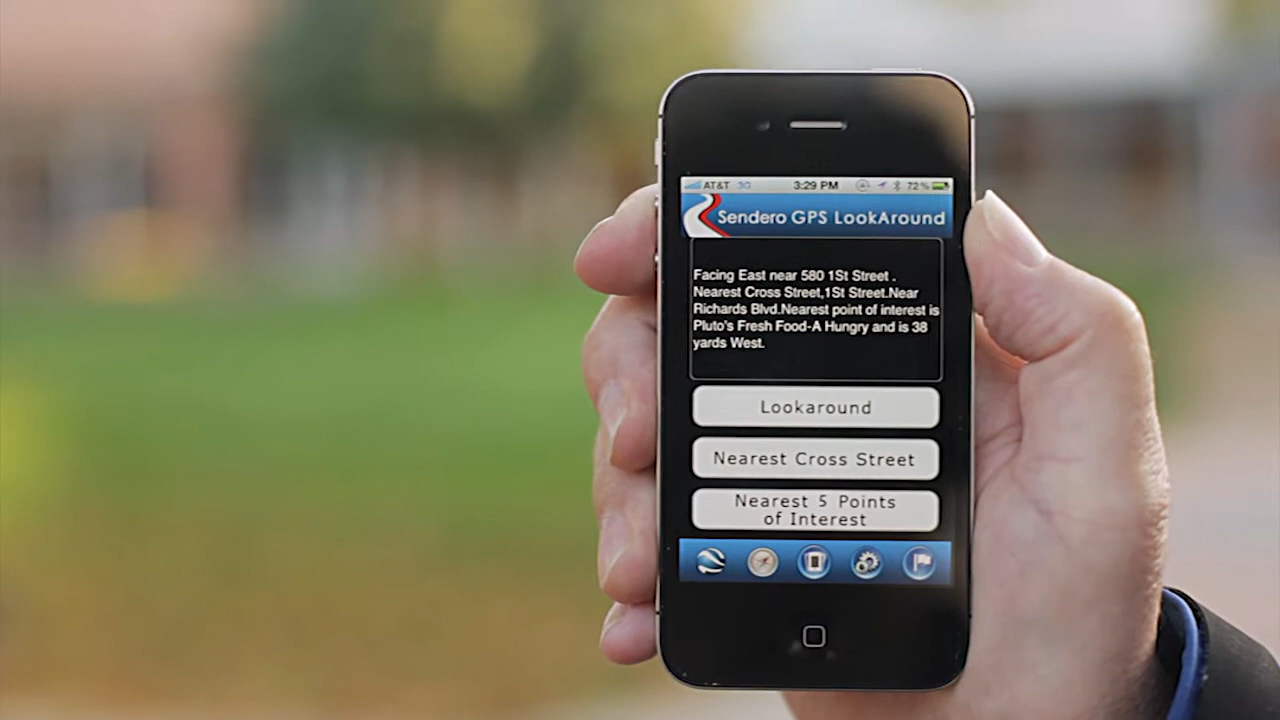 AT&T 3G 3:29 PM 72%
Sendero GPS LookAround
Facing East near 580 1St Street .
Nearest Cross Street,1St Street.Near
Richards Blvd.Nearest point of interest is
Pluto's Fresh Food-A Hungry and is 38
yards West.
Lookaround
Nearest Cross Street
Nearest 5 Points
of Interest